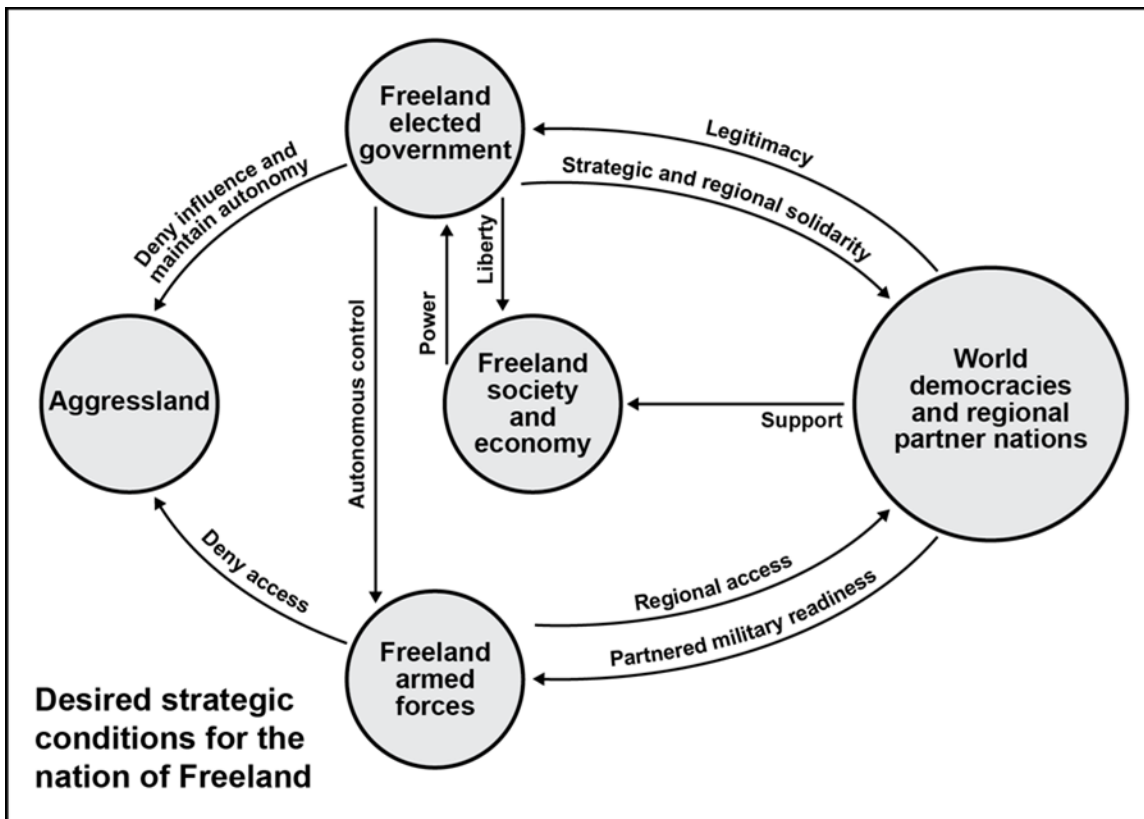 Freeland
elected
government
Legitimacy
Strategic and regional solidarity
Deny influence and
maintain autonomy
Liberty
Power
Autonomous control
Aggressland
Freeland
society
and
economy
World
democracies
and regional
partner nations
Support
Deny access
Regional access
Partnered military readiness
Freeland
armed
forces
Desired strategic
conditions for the
nation of Freeland